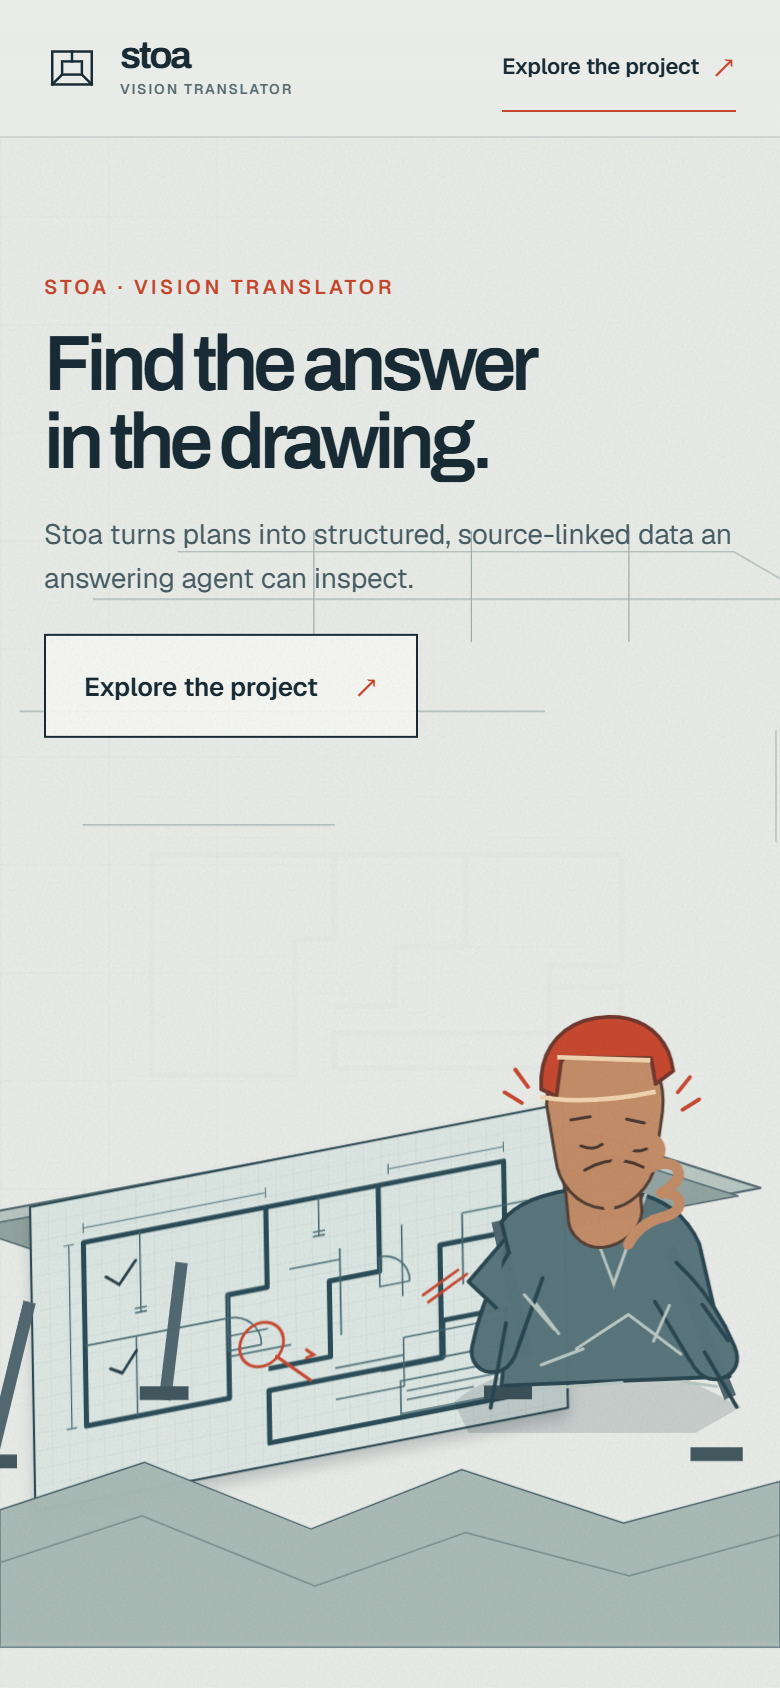 stoa
VISION TRANSLATOR
Explore the project ↗
STOA · VISION TRANSLATOR
Find the answer
in the drawing.
Stoa turns plans into structured, source-linked data an
answering agent can inspect.
Explore the project ↗